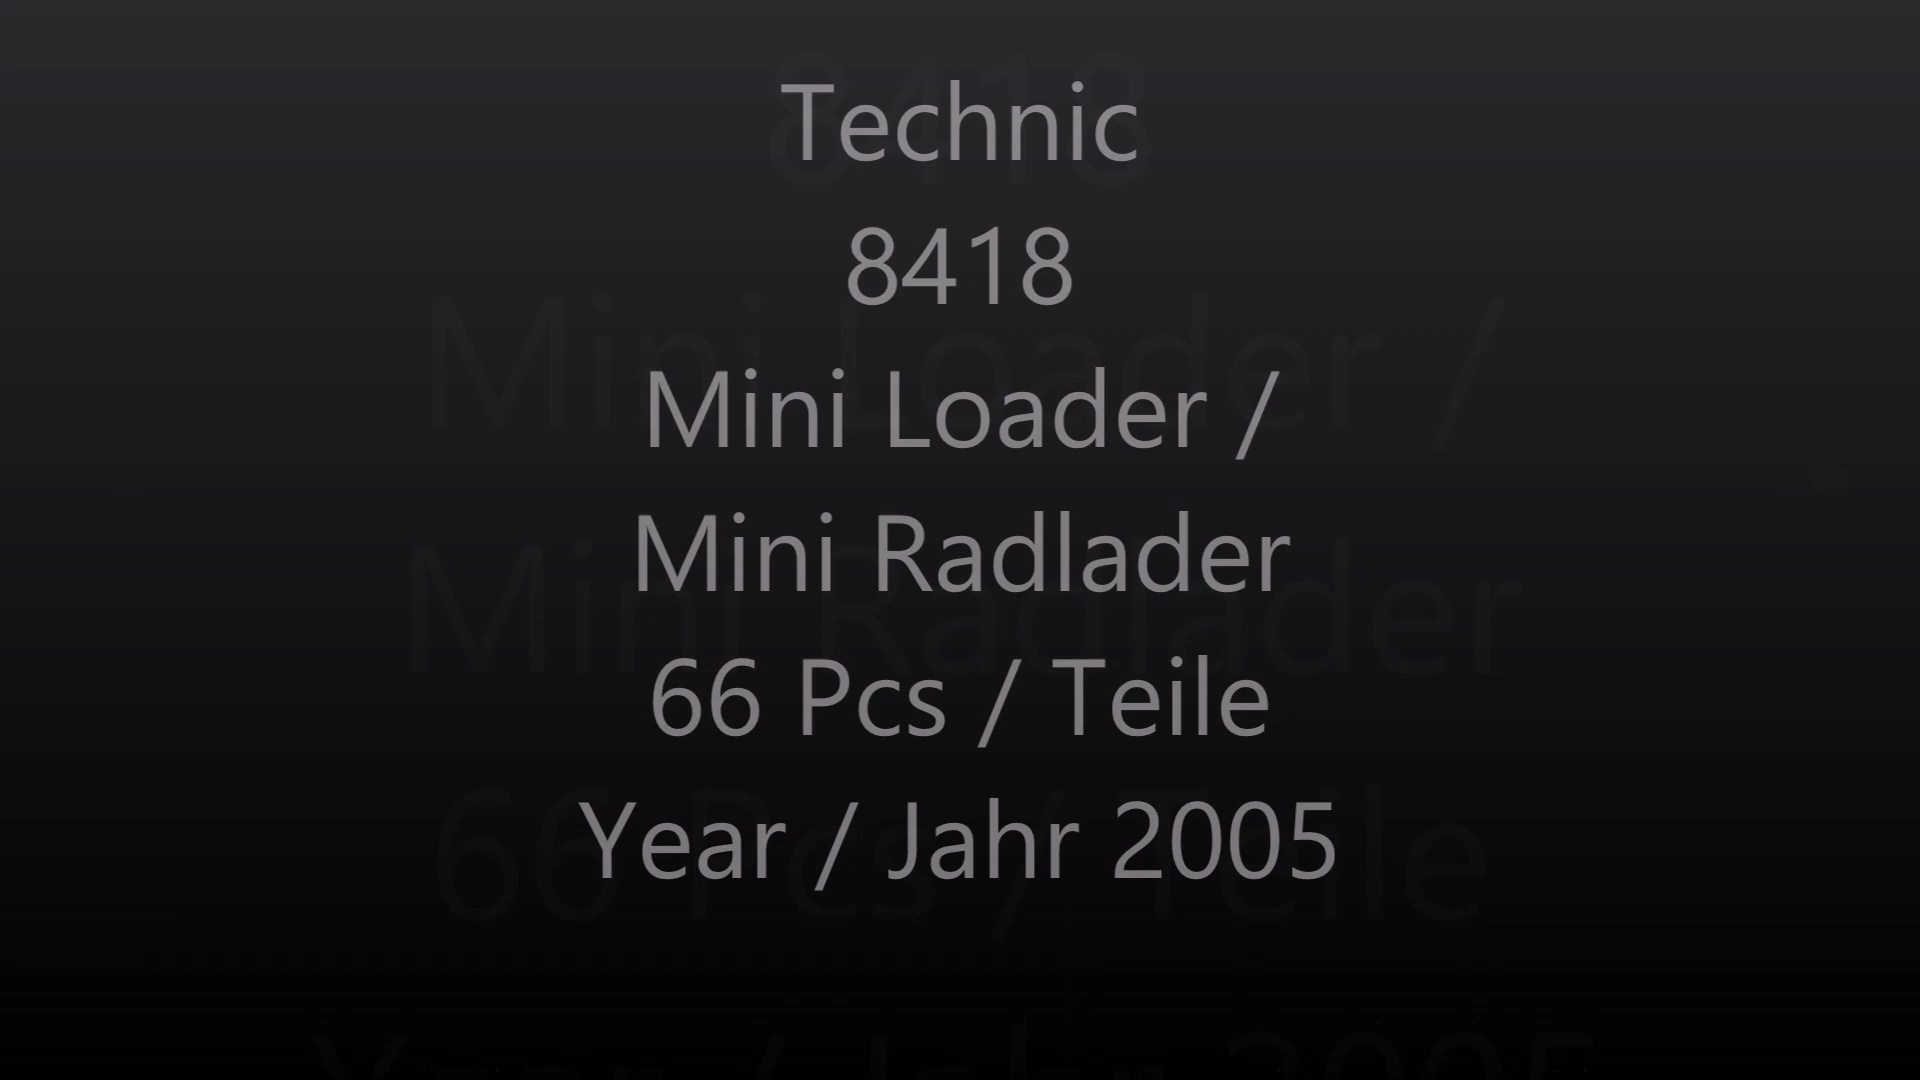 Technic
8418
Mini Loader /
Mini Radlader
66 Pcs / Teile
Year / Jahr 2005